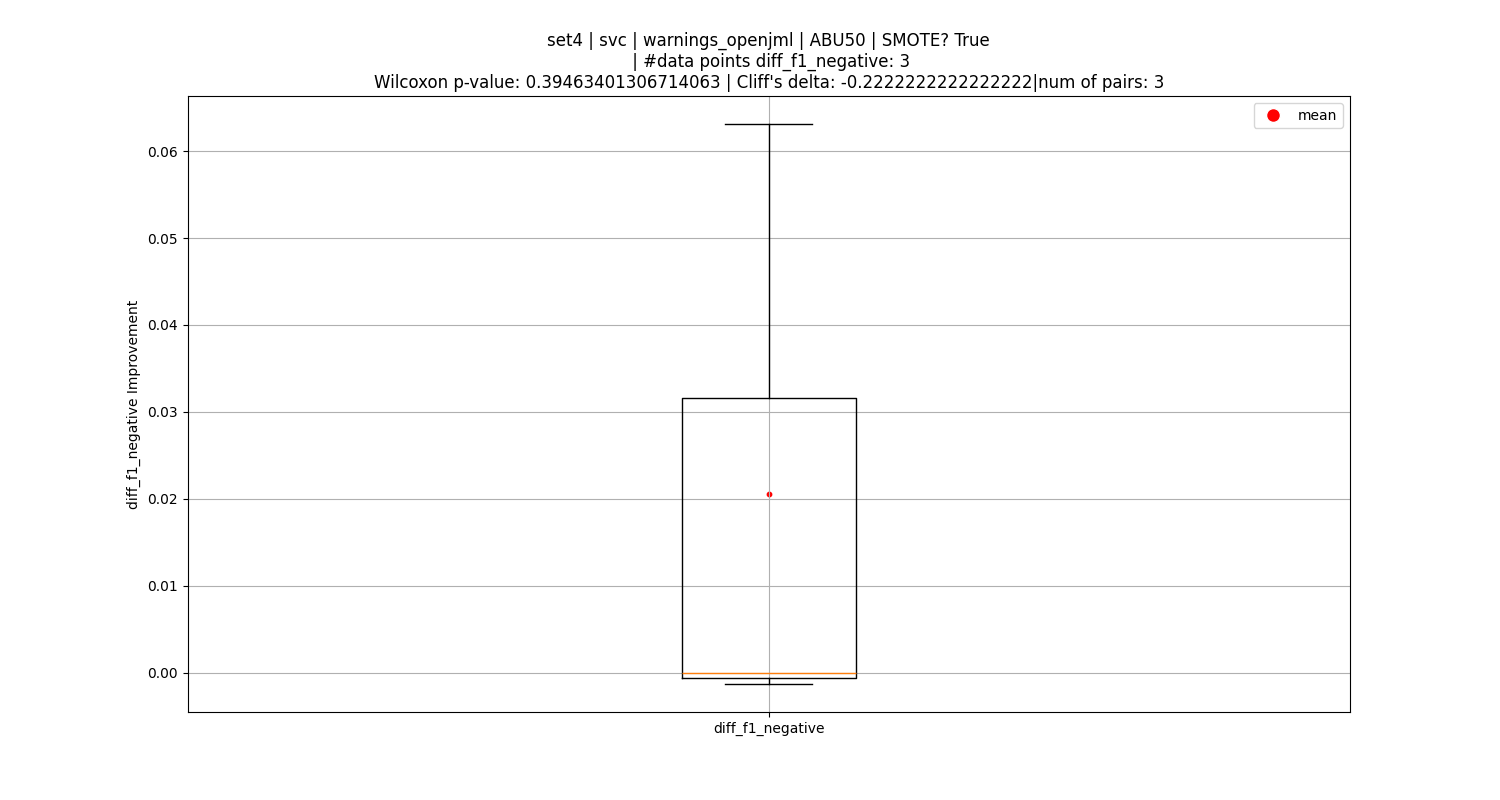 set4 | svc | warnings_openjml | ABU50 | SMOTE? True
| #data points diff_f1_negative: 3
Wilcoxon p-value: 0.39463401306714063 | Cliff's delta: -0.2222222222222222|num of pairs: 3
mean
0.06
0.05
0.04
0.03
0.02
0.01
0.00
diff_f1_negative Improvement
diff_f1_negative